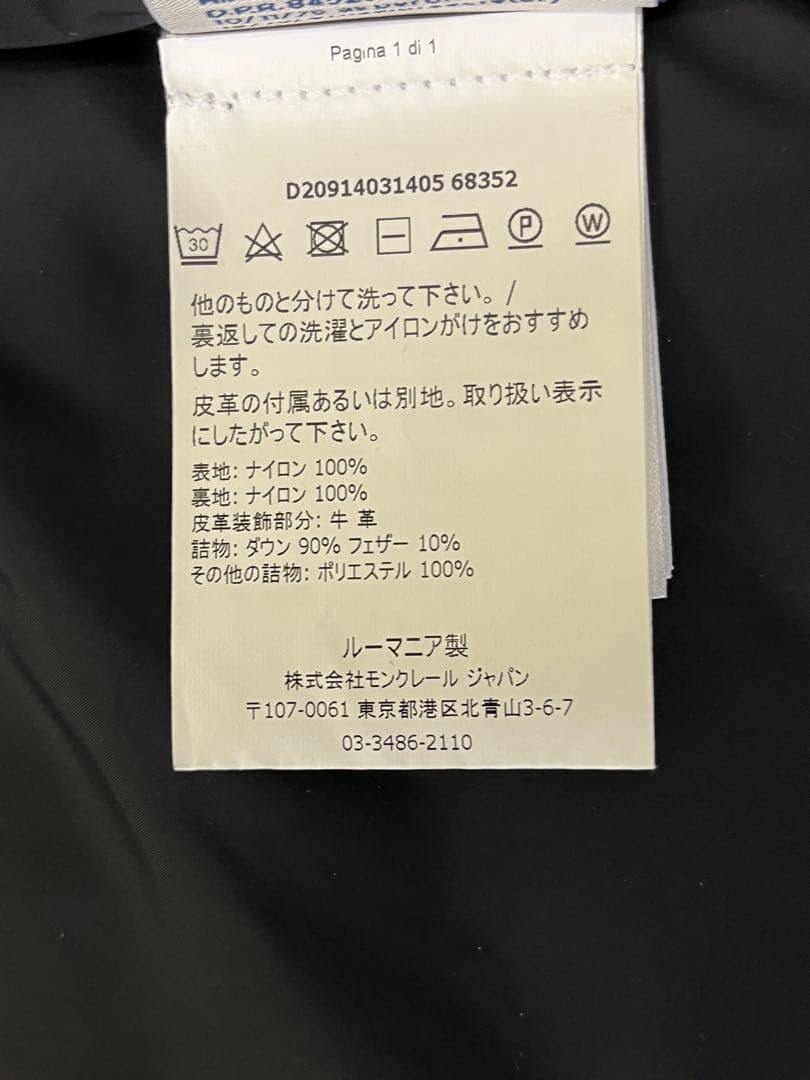 D.P.R.
Pagina 1 di 1
D20914031405 68352
30 P W
他のものと分けて洗って下さい。/
裏返しての洗濯とアイロンがけをおすすめ
します。
皮革の付属あるいは別地。取り扱い表示
にしたがって下さい。
表地: ナイロン 100%
裏地: ナイロン 100%
皮革装飾部分: 牛 革
詰物: ダウン 90% フェザー 10%
その他の詰物: ポリエステル 100%
ルーマニア製
株式会社モンクレール ジャパン
〒107-0061 東京都港区北青山3-6-7
03-3486-2110